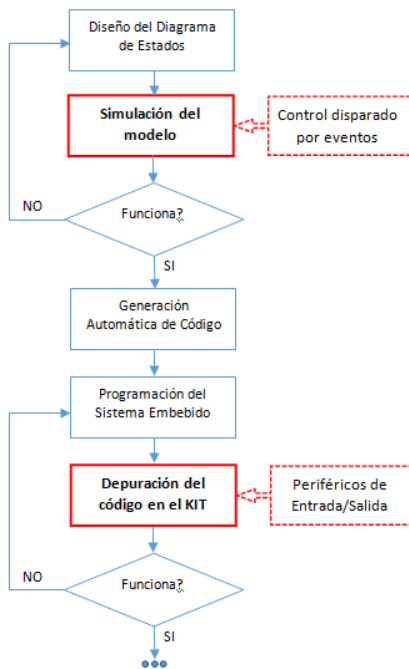 Diseño del Diagrama
de Estados
Simulación del
modelo
Control disparado
por eventos
NO
Funciona?
SI
Generación
Automática de Código
Programación del
Sistema Embebido
Depuración del
código en el KIT
Periféricos de
Entrada/Salida
NO
Funciona?
SI